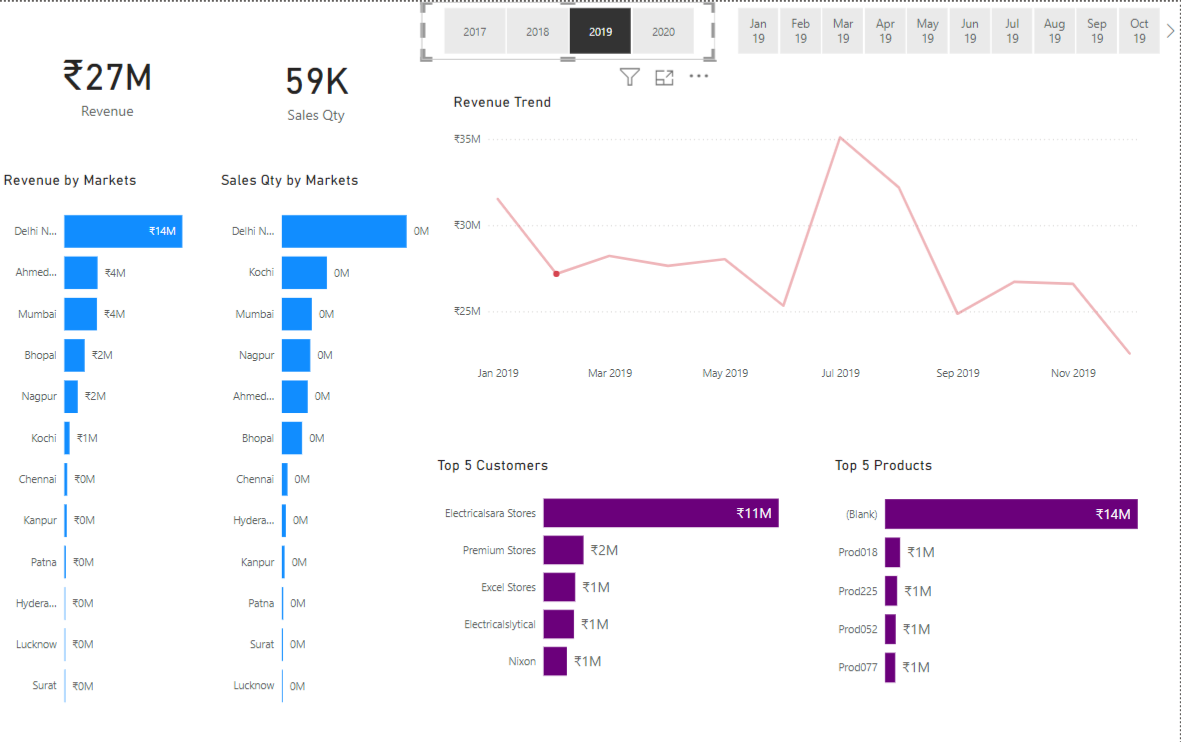 2017 2018 2019 2020
Jan 19 Feb 19 Mar 19 Apr 19 May 19 Jun 19 Jul 19 Aug 19 Sep 19 Oct 19
₹27M
Revenue
59K
Sales Qty
Revenue by Markets
Delhi N... ₹14M
Ahmed... ₹4M
Mumbai ₹4M
Bhopal ₹2M
Nagpur ₹2M
Kochi ₹1M
Chennai ₹0M
Kanpur ₹0M
Patna ₹0M
Hydera... ₹0M
Lucknow ₹0M
Surat ₹0M
Sales Qty by Markets
Delhi N... 0M
Kochi 0M
Mumbai 0M
Nagpur 0M
Ahmed... 0M
Bhopal 0M
Chennai 0M
Hydera... 0M
Kanpur 0M
Patna 0M
Surat 0M
Lucknow 0M
Revenue Trend
₹35M
₹30M
₹25M
Jan 2019 Mar 2019 May 2019 Jul 2019 Sep 2019 Nov 2019
Top 5 Customers
Electricalsara Stores ₹11M
Premium Stores ₹2M
Excel Stores ₹1M
Electricalslytical ₹1M
Nixon ₹1M
Top 5 Products
(Blank) ₹14M
Prod018 ₹1M
Prod225 ₹1M
Prod052 ₹1M
Prod077 ₹1M